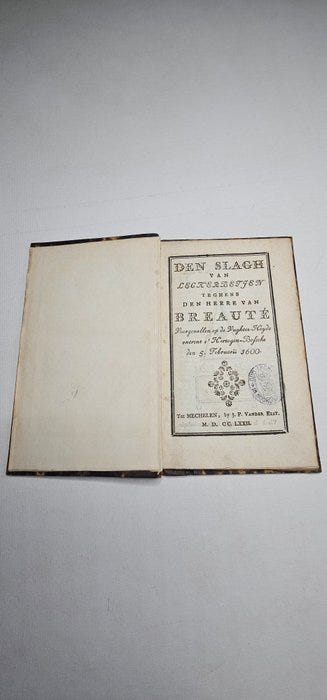 DEN SLAGH
VAN
LECKERBETJEN
TEGHENS
DEN HEERE VAN
BREAUTÉ
Voorgevallen op de Vughter-Heyde
ontrent s' Hertogen-Bossche
den 5. Februarii 1600.
TOT MECHELEN, by J. F. VANDER ELST.
M. D. CC. LXXII.